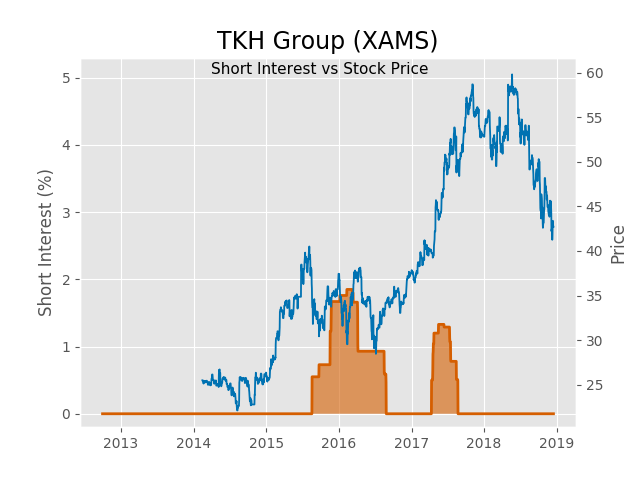 TKH Group (XAMS)
Short Interest vs Stock Price
Short Interest (%)
5
4
3
2
1
0
60
55
50
45
40
35
30
25
Price
2013 2014 2015 2016 2017 2018 2019